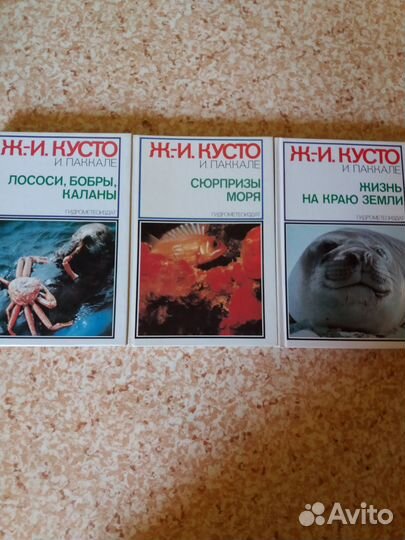 Ж.-И. КУСТО
И. ПАККАЛЕ
ЛОСОСИ, БОБРЫ,
КАЛАНЫ
ГИДРОМЕТЕОИЗДАТ
Ж.-И. КУСТО
И. ПАККАЛЕ
СЮРПРИЗЫ
МОРЯ
ГИДРОМЕТЕОИЗДАТ
Ж.-И. КУСТО
И. ПАККАЛЕ
ЖИЗНЬ
НА КРАЮ ЗЕМЛИ
ГИДРОМЕТЕОИЗДАТ
Avito